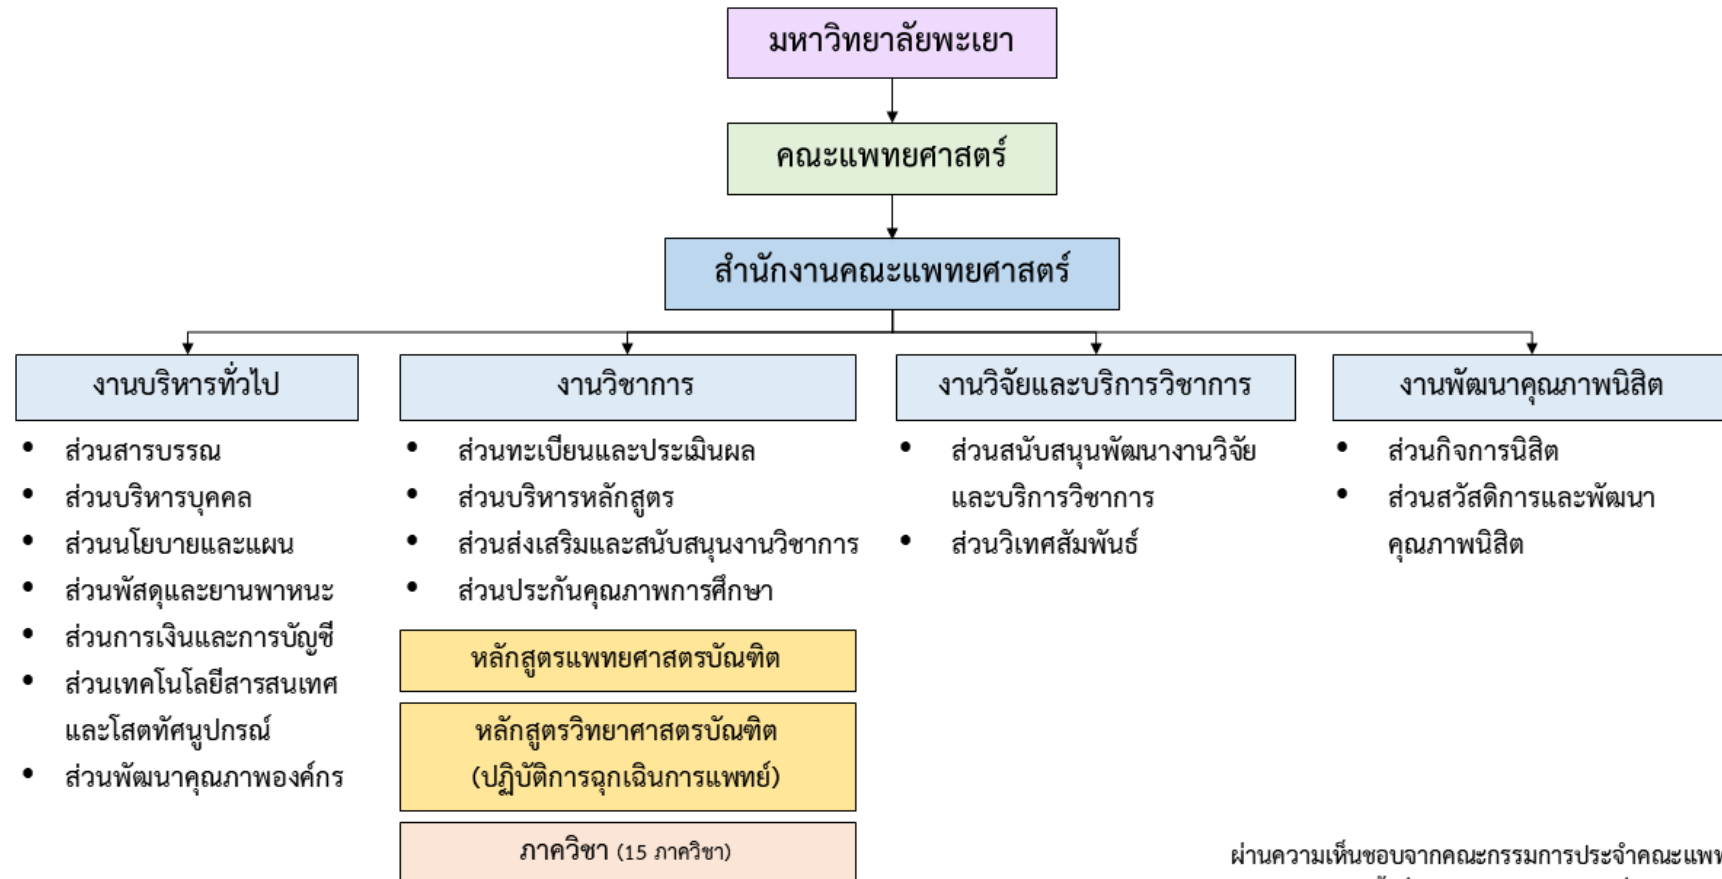 มหาวิทยาลัยพะเยา
คณะแพทยศาสตร์
สำนักงานคณะแพทยศาสตร์
งานบริหารทั่วไป
• ส่วนสารบรรณ
• ส่วนบริหารบุคคล
• ส่วนนโยบายและแผน
• ส่วนพัสดุและยานพาหนะ
• ส่วนการเงินและการบัญชี
• ส่วนเทคโนโลยีสารสนเทศ
และโสตทัศนูปกรณ์
• ส่วนพัฒนาคุณภาพองค์กร
งานวิชาการ
• ส่วนทะเบียนและประเมินผล
• ส่วนบริหารหลักสูตร
• ส่วนส่งเสริมและสนับสนุนงานวิชาการ
• ส่วนประกันคุณภาพการศึกษา
หลักสูตรแพทยศาสตรบัณฑิต
หลักสูตรวิทยาศาสตรบัณฑิต
(ปฏิบัติการฉุกเฉินการแพทย์)
ภาควิชา (15 ภาควิชา)
งานวิจัยและบริการวิชาการ
• ส่วนสนับสนุนพัฒนางานวิจัย
และบริการวิชาการ
• ส่วนวิเทศสัมพันธ์
งานพัฒนาคุณภาพนิสิต
• ส่วนกิจการนิสิต
• ส่วนสวัสดิการและพัฒนา
คุณภาพนิสิต
ผ่านความเห็นชอบจากคณะกรรมการประจำคณะแพท